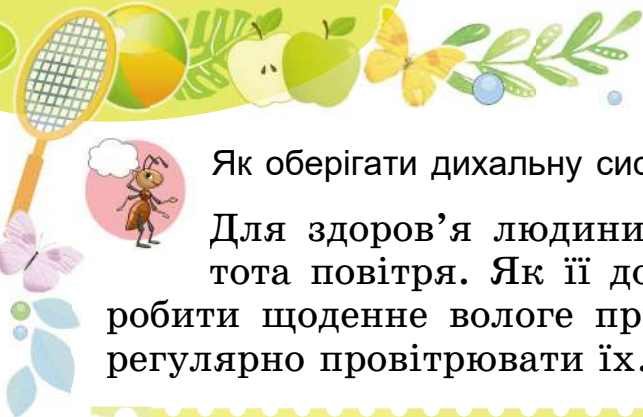 Як оберігати дихальну сис
Для здоров’я людини
тота повітря. Як її до
робити щоденне вологе пр
регулярно провітрювати їх.